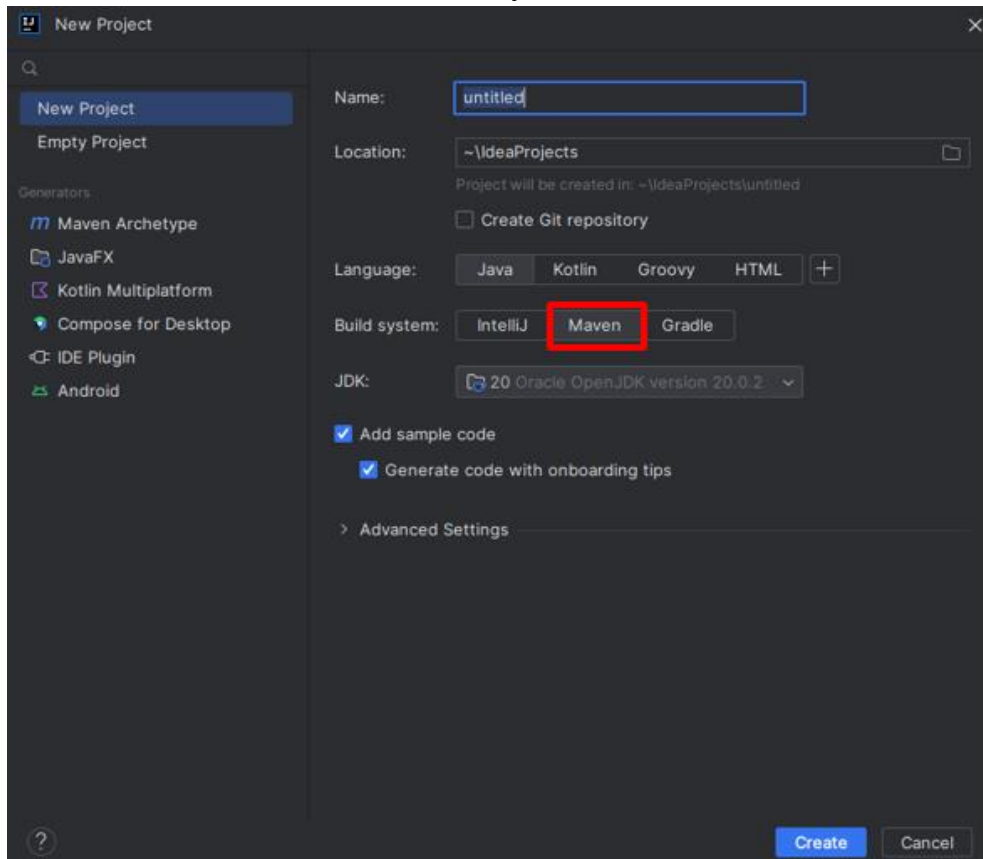 New Project
New Project
Empty Project
Generators
Maven Archetype
JavaFX
Kotlin Multiplatform
Compose for Desktop
IDE Plugin
Android
Name: untitled
Location: ~\IdeaProjects
Project will be created in: ~\IdeaProjects\untitled
Create Git repository
Language: Java Kotlin Groovy HTML +
Build system: IntelliJ Maven Gradle
JDK: 20 Oracle OpenJDK version 20.0.2
Add sample code
Generate code with onboarding tips
> Advanced Settings
? Create Cancel